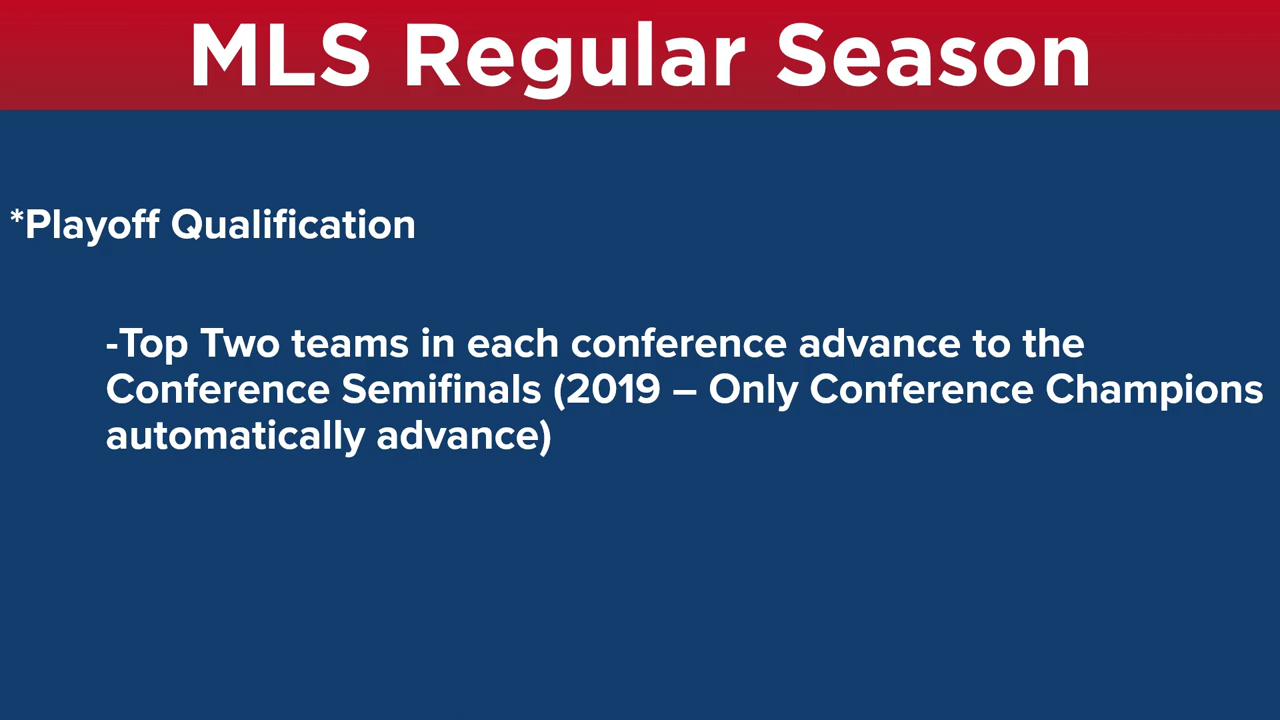 MLS Regular Season
*Playoff Qualification
-Top Two teams in each conference advance to the
Conference Semifinals (2019 – Only Conference Champions
automatically advance)